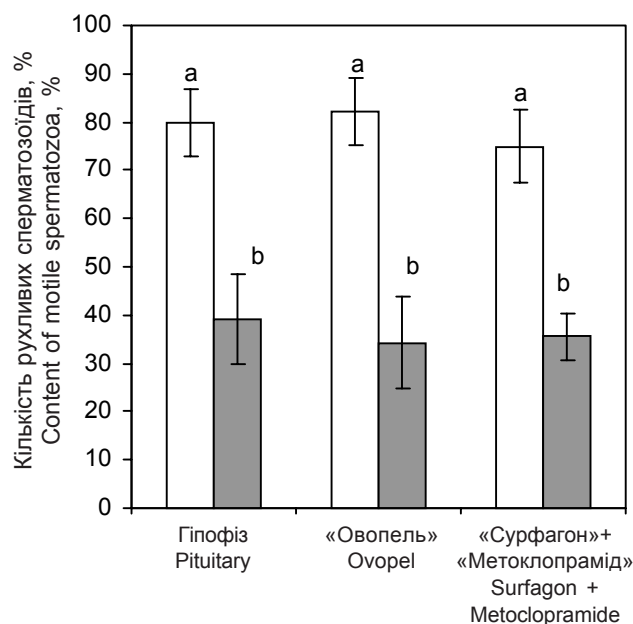 Кількість рухливих сперматозоїдів, %
Content of motile spermatozoa, %
100
90
80
70
60
50
40
30
20
10
0
a
b
a
b
a
b
Гіпофіз
Pituitary
«Овопель»
Ovopel
«Сурфагон»+
«Метоклопрамід»
Surfagon +
Metoclopramide